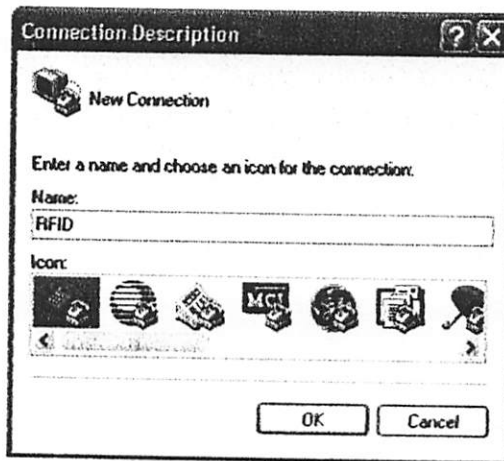 Connection Description
New Connection
Enter a name and choose an icon for the connection:
Name:
RFID
Icon:
MCI
OK
Cancel